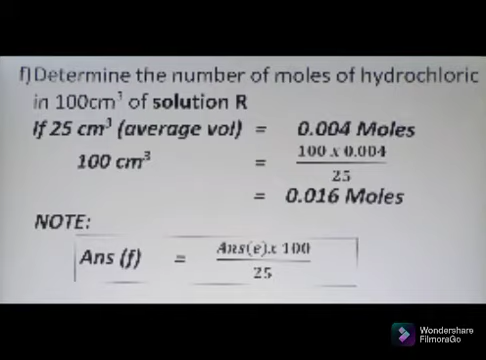 f) Determine the number of moles of hydrochloric
in 100cm³ of solution R
If 25 cm³ (average vol) = 0.004 Moles
100 cm³ = 100 x 0.004
25
= 0.016 Moles
NOTE:
Ans (f) = Ans(e).x 100
25
Wondershare
FilmoraGo